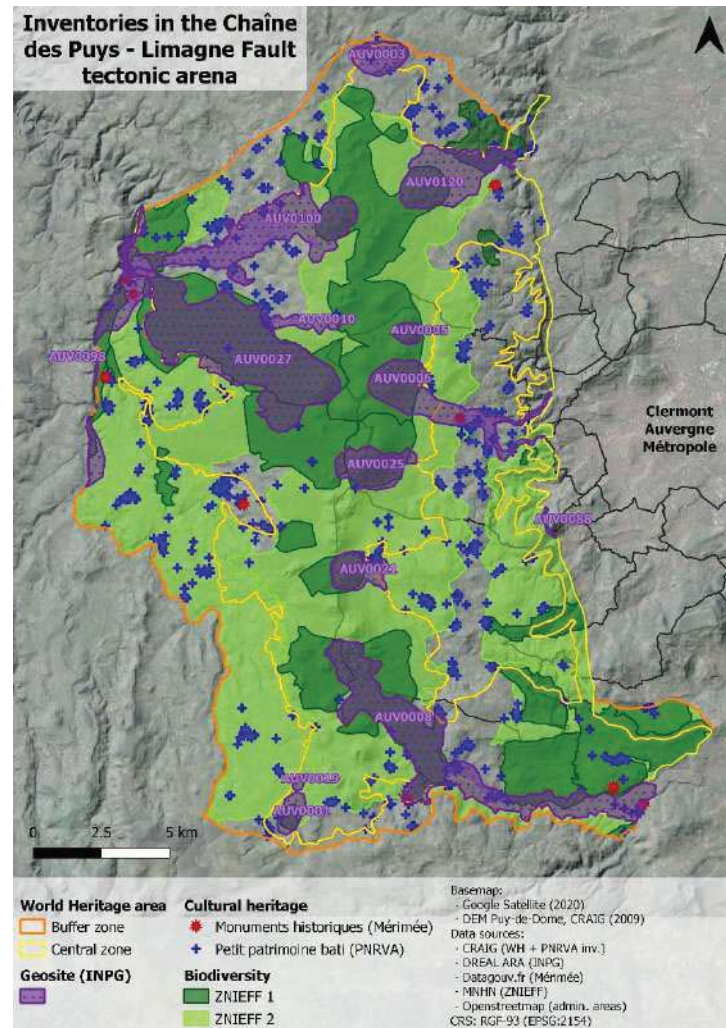 Inventories in the Chaîne
des Puys - Limagne Fault
tectonic arena
AUV0003
AUV0120
AUV0100
AUV0010
AUV0005
AUV0027
AUV0006
AUV0098
Clermont
Auvergne
Métropole
AUV0025
AUV0088
AUV0021
AUV0008
AUV0013
AUV0001
0 2.5 5 km
World Heritage area
Buffer zone
Central zone
Geosite (INPG)
Cultural heritage
Monuments historiques (Mérimée)
Petit patrimoine bati (PNRVA)
Biodiversity
ZNIEFF 1
ZNIEFF 2
Basemap:
- Google Satellite (2020)
- DEM Puy-de-Dome, CRAIG (2009)
Data sources:
- CRAIG (WH + PNRVA inv.)
- DREAL ARA (INPG)
- Datagouv.fr (Mérimée)
- MNHN (ZNIEFF)
- Openstreetmap (admin. areas)
CRS: RGF-93 (EPSG:2154)